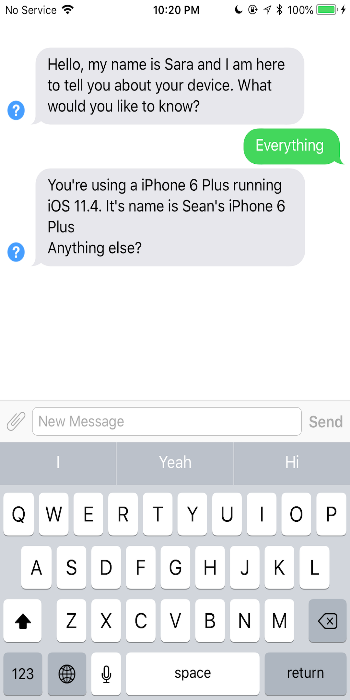 No Service 10:20 PM 100%
Hello, my name is Sara and I am here
to tell you about your device. What
would you like to know?
?
Everything
You're using a iPhone 6 Plus running
iOS 11.4. It's name is Sean's iPhone 6
Plus
Anything else?
?
New Message Send
I Yeah Hi
Q W E R T Y U I O P
A S D F G H J K L
Z X C V B N M
123 space return